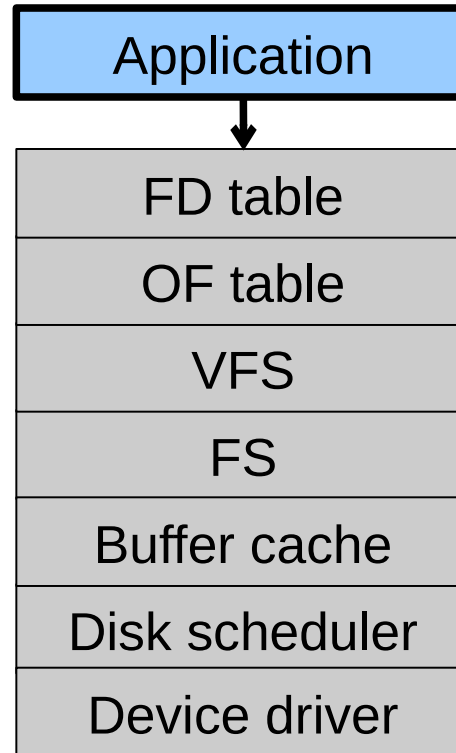 Application
FD table
OF table
VFS
FS
Buffer cache
Disk scheduler
Device driver